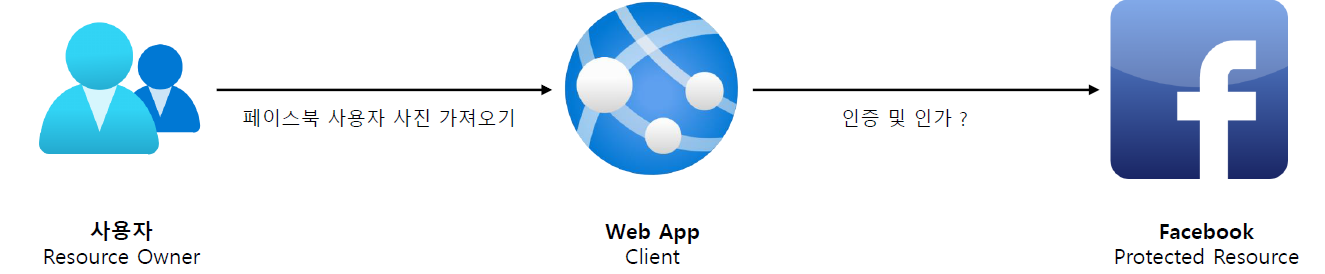 페이스북 사용자 사진 가져오기
인증 및 인가 ?
사용자
Resource Owner
Web App
Client
Facebook
Protected Resource